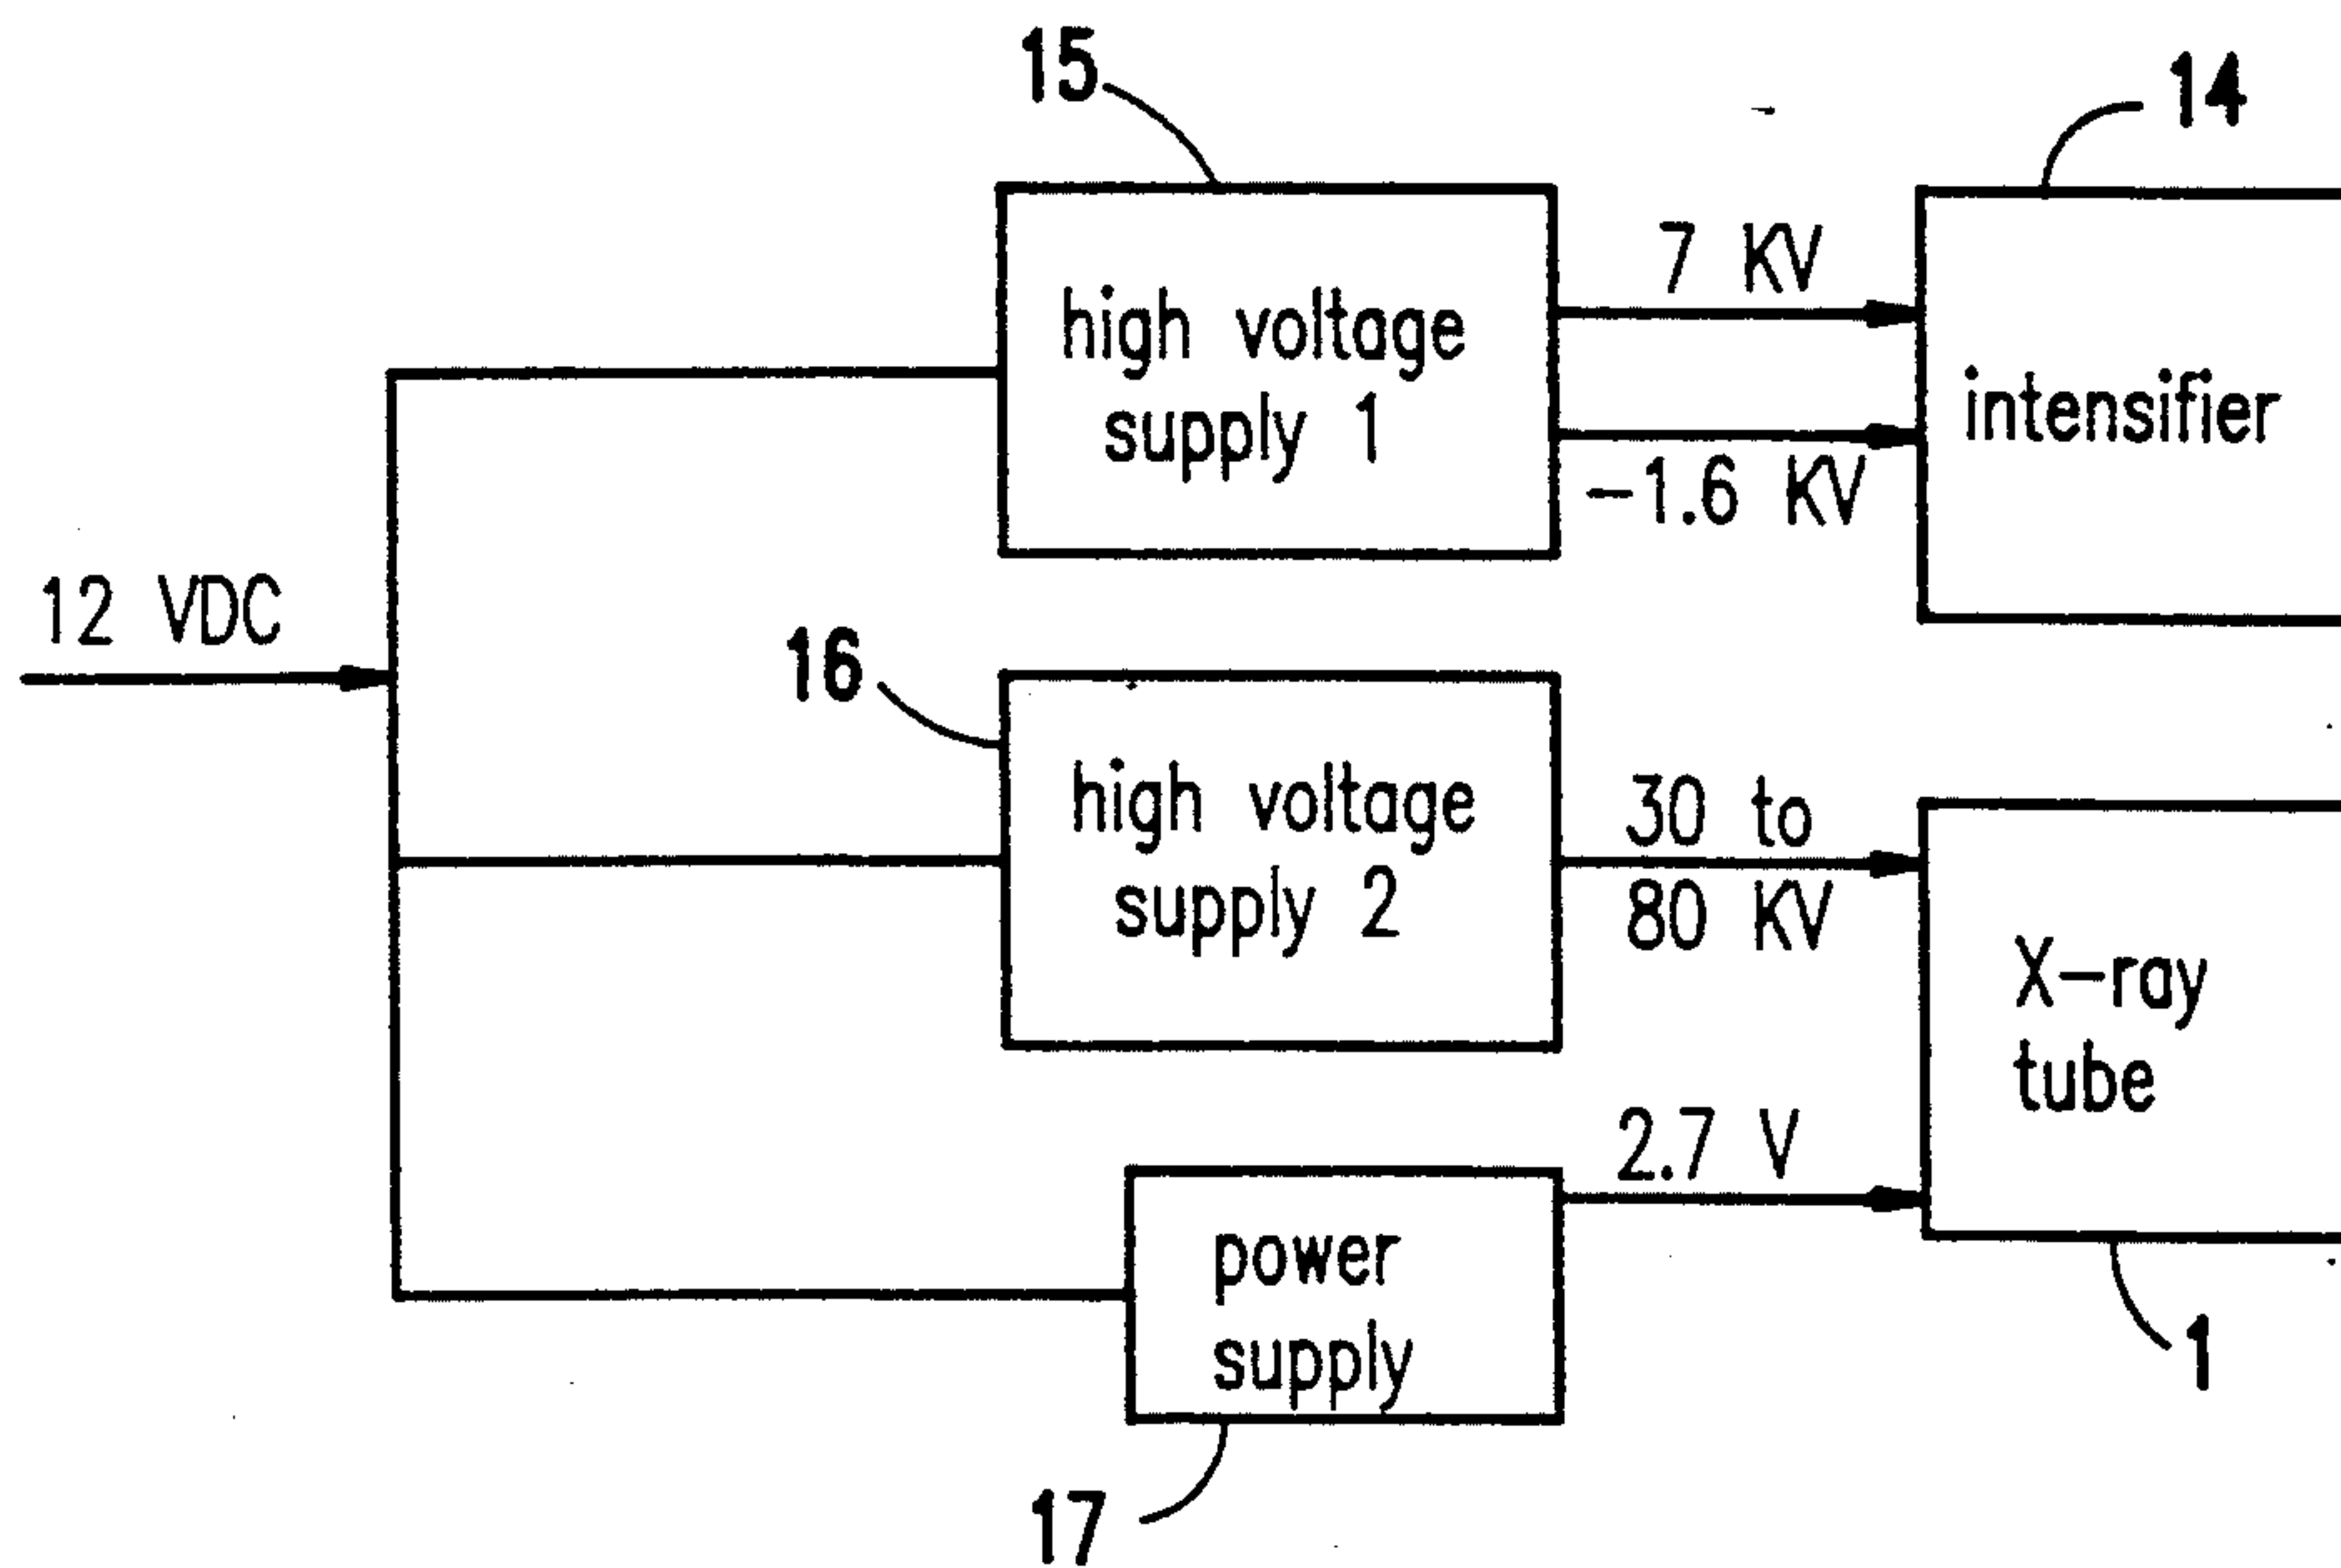 15
14
high voltage
supply 1
7 KV
-1.6 KV
intensifier
12 VDC
16
high voltage
supply 2
30 to
80 KV
X-ray
tube
2.7 V
power
supply
1
17